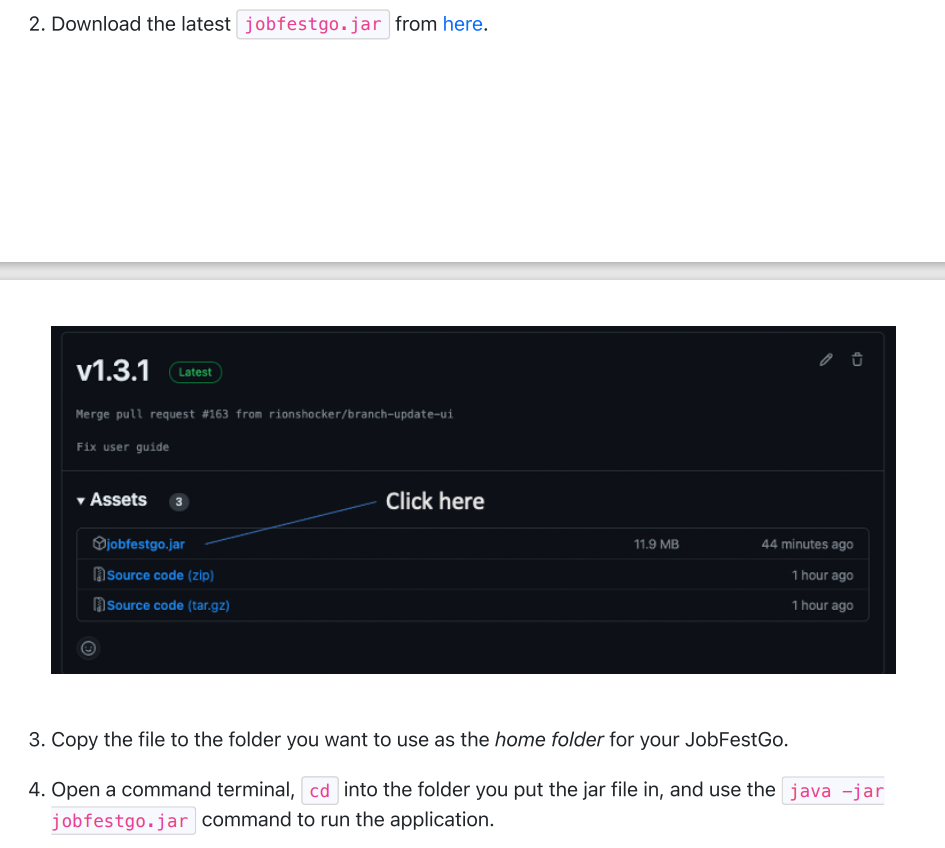 2. Download the latest jobfestgo.jar from here.
v1.3.1 Latest
Merge pull request #163 from rionshocker/branch-update-ui
Fix user guide
Assets 3
Click here
jobfestgo.jar 11.9 MB 44 minutes ago
Source code (zip) 1 hour ago
Source code (tar.gz) 1 hour ago
3. Copy the file to the folder you want to use as the home folder for your JobFestGo.
4. Open a command terminal, cd into the folder you put the jar file in, and use the java -jar
jobfestgo.jar command to run the application.